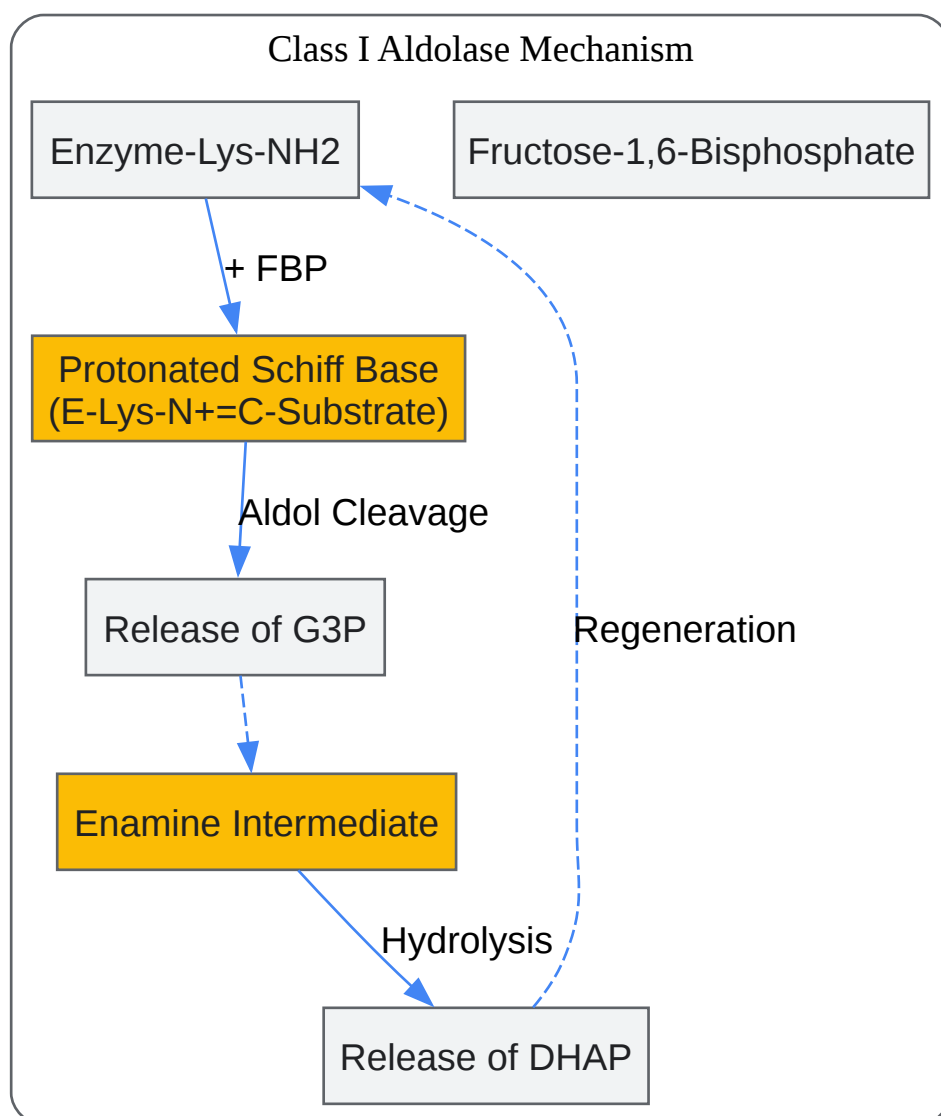 Class I Aldolase Mechanism
Enzyme-Lys-NH2
Fructose-1,6-Bisphosphate
+ FBP
Protonated Schiff Base
(E-Lys-N+=C-Substrate)
Aldol Cleavage
Release of G3P
Regeneration
Enamine Intermediate
Hydrolysis
Release of DHAP